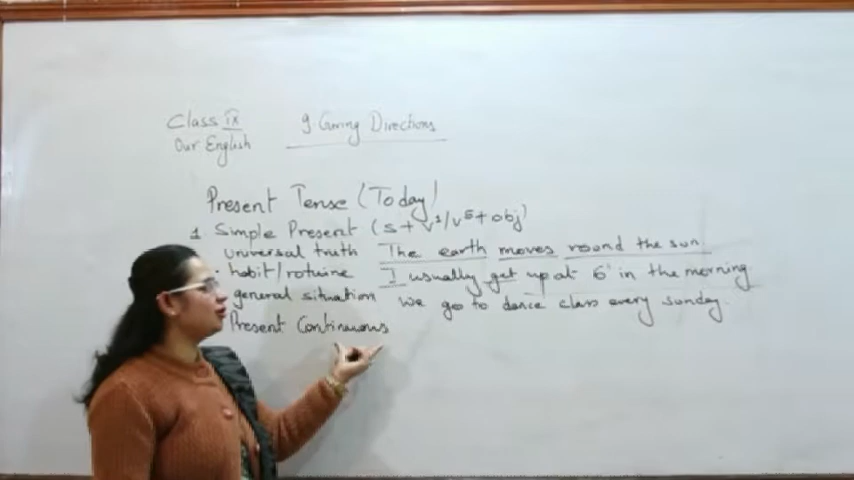 Class IX
9. Giving Directions
Our English
Present Tense (Today)
1 Simple Present (S + V¹/V⁵ + obj)
universal truth The earth moves round the sun.
· habit/rotuine I usually get up at 6 in the morning
general situation We go to dance class every sunday.
Present Continuous